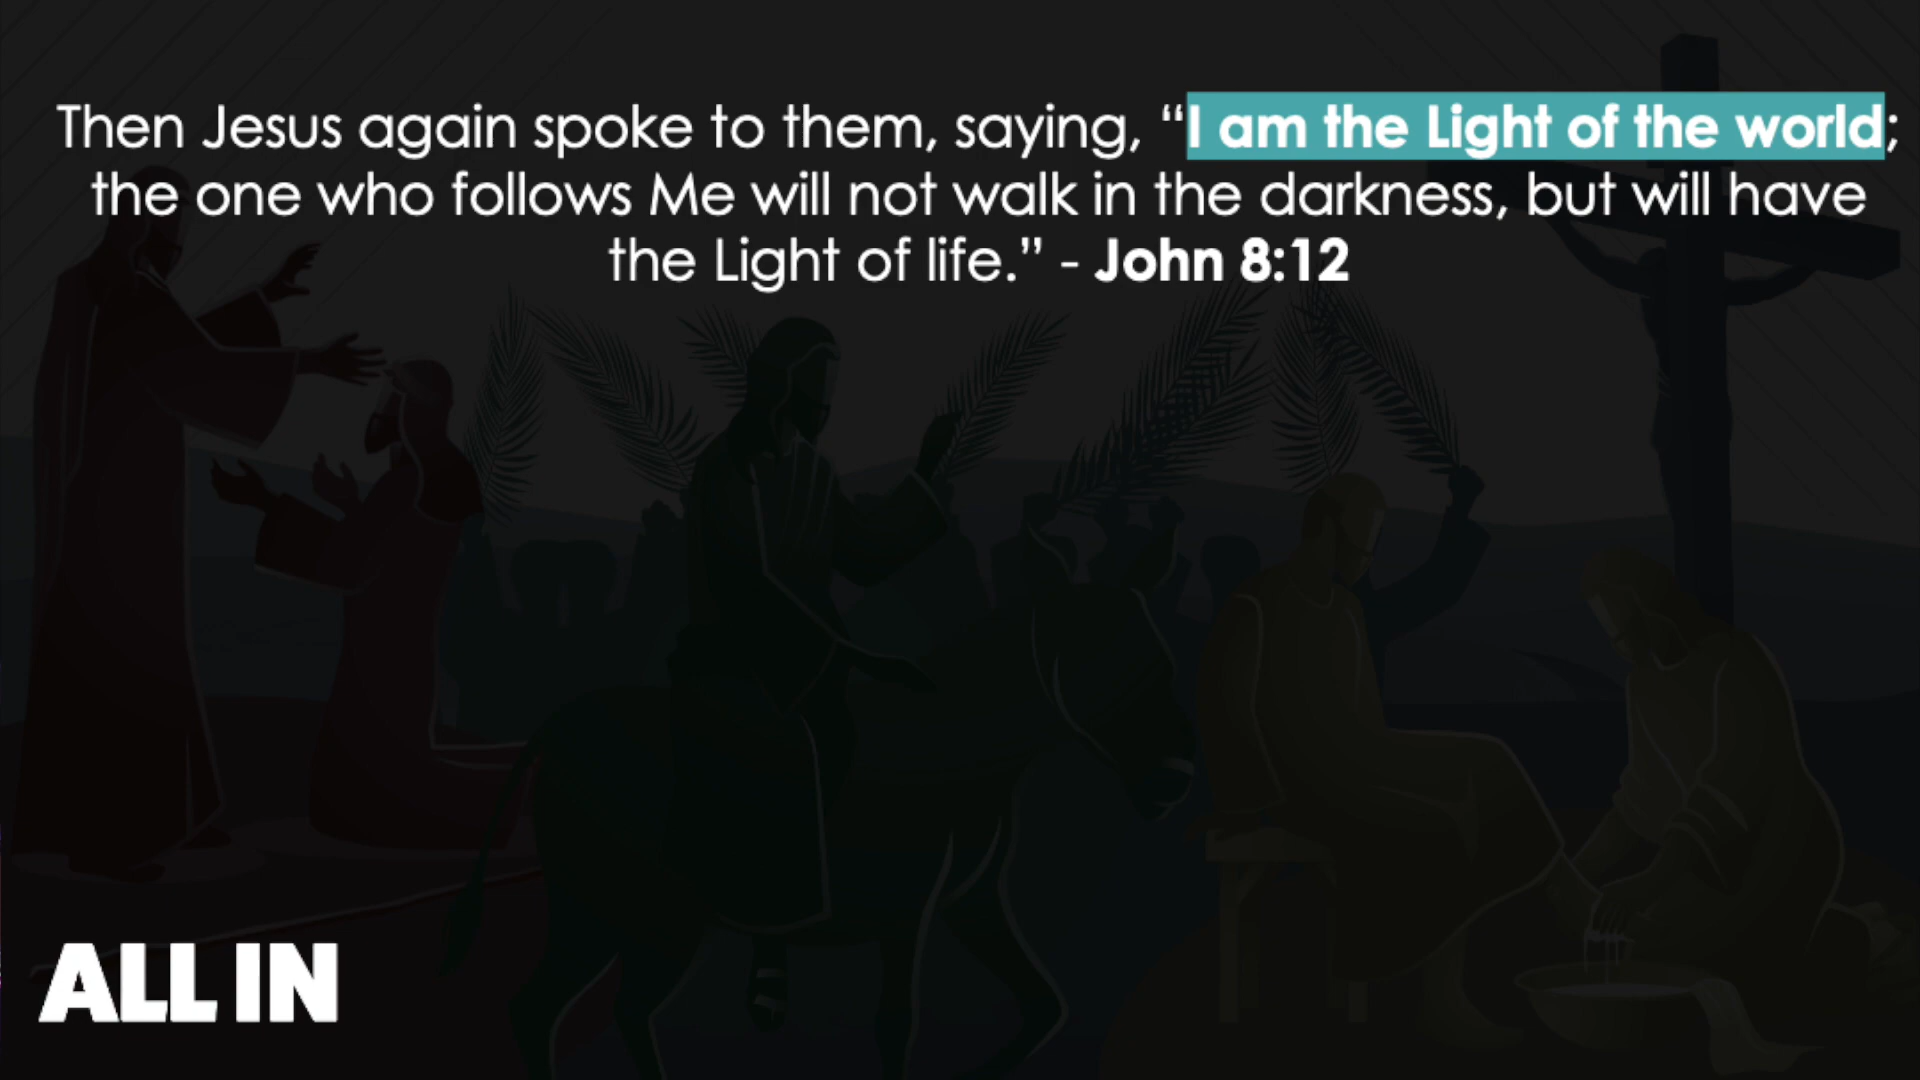 Then Jesus again spoke to them, saying, “I am the Light of the world;
the one who follows Me will not walk in the darkness, but will have
the Light of life.” - John 8:12
ALL IN